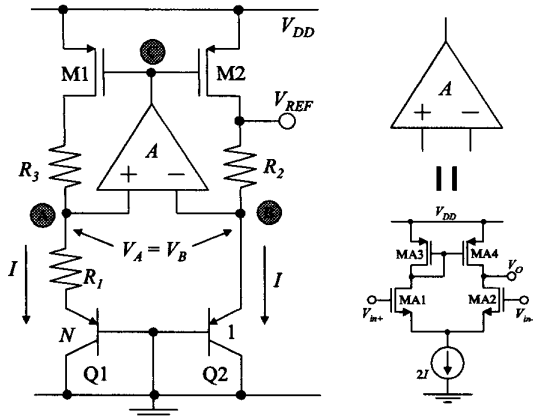 V_DD
C
M1
M2
V_REF
A
+ −
R_3
R_2
A
B
V_A = V_B
I
I
R_1
N
1
Q1
Q2
A
+ −
V_DD
MA3
MA4
V_O
MA1
MA2
V_in+
V_in-
2I